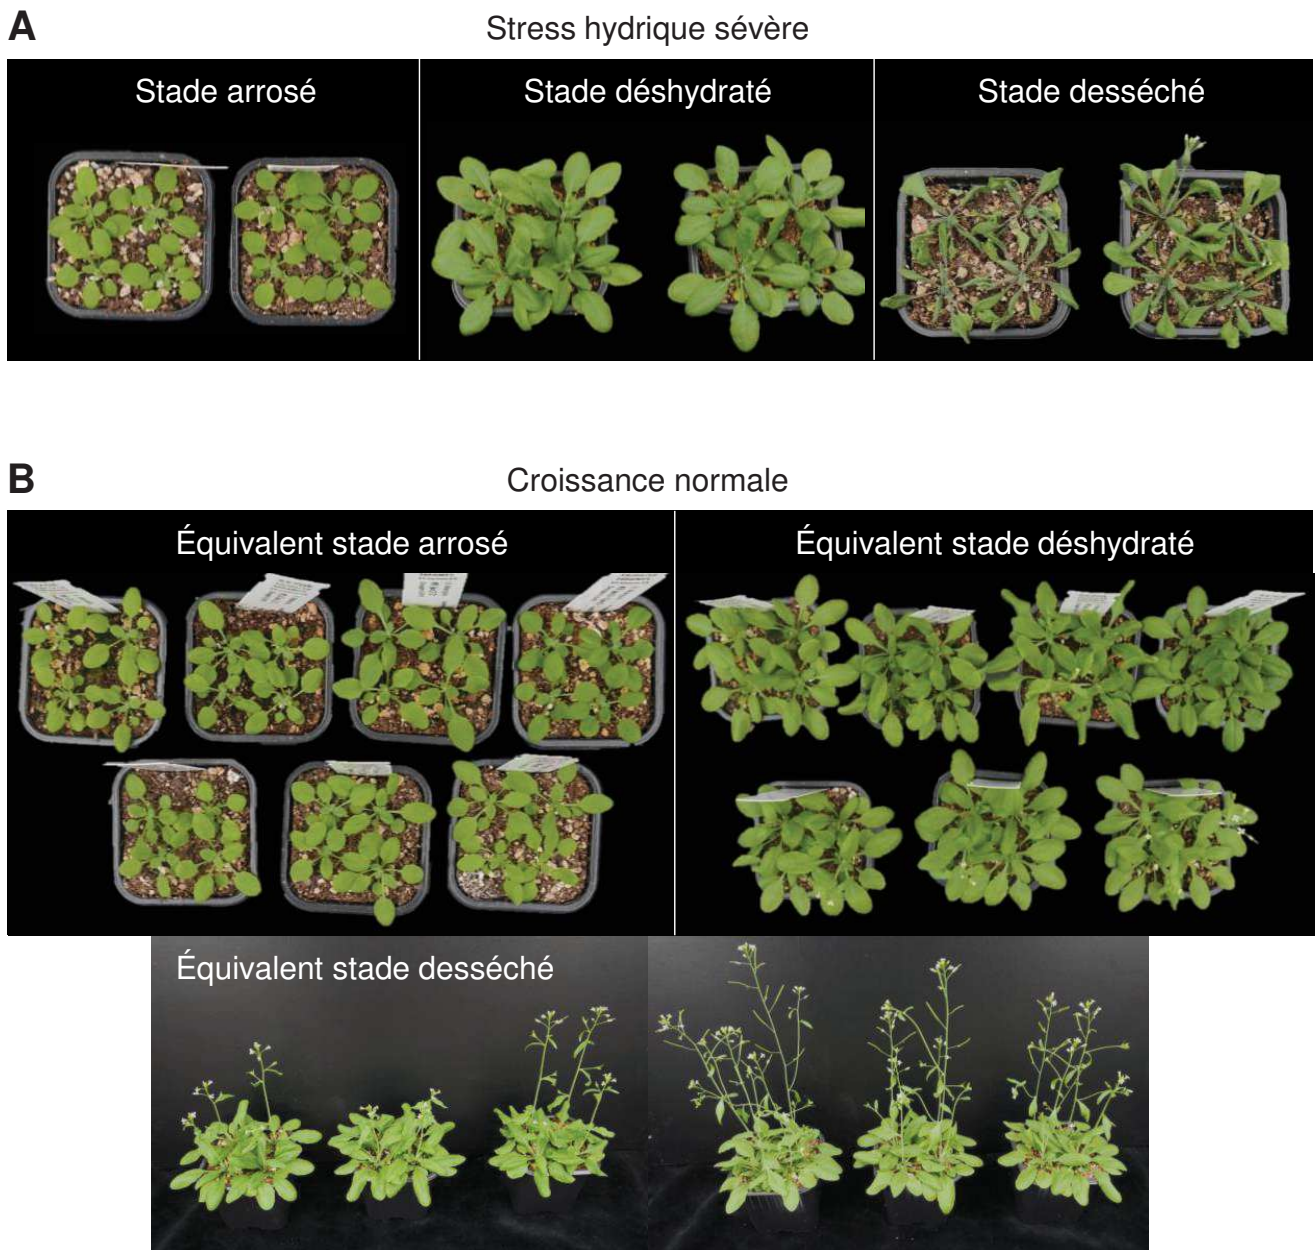 A
Stress hydrique sévère
Stade arrosé
Stade déshydraté
Stade desséché
B
Croissance normale
Équivalent stade arrosé
Équivalent stade déshydraté
Équivalent stade desséché